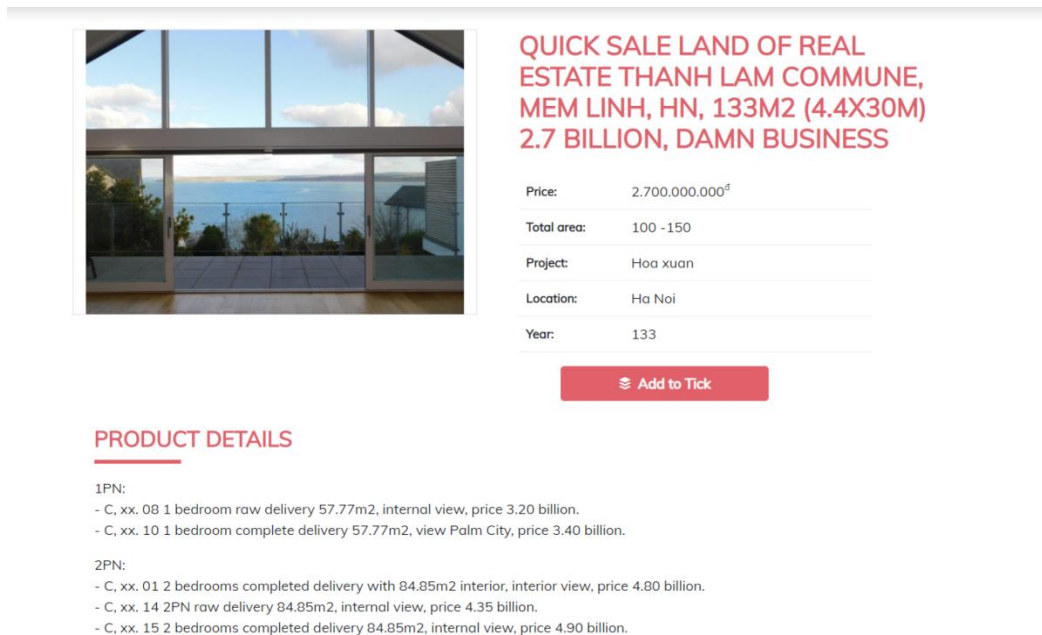 QUICK SALE LAND OF REAL
ESTATE THANH LAM COMMUNE,
MEM LINH, HN, 133M2 (4.4X30M)
2.7 BILLION, DAMN BUSINESS
Price: 2.700.000.000đ
Total area: 100 -150
Project: Hoa xuan
Location: Ha Noi
Year: 133
Add to Tick
PRODUCT DETAILS
1PN:
- C, xx. 08 1 bedroom raw delivery 57.77m2, internal view, price 3.20 billion.
- C, xx. 10 1 bedroom complete delivery 57.77m2, view Palm City, price 3.40 billion.
2PN:
- C, xx. 01 2 bedrooms completed delivery with 84.85m2 interior, interior view, price 4.80 billion.
- C, xx. 14 2PN raw delivery 84.85m2, internal view, price 4.35 billion.
- C, xx. 15 2 bedrooms completed delivery 84.85m2, internal view, price 4.90 billion.